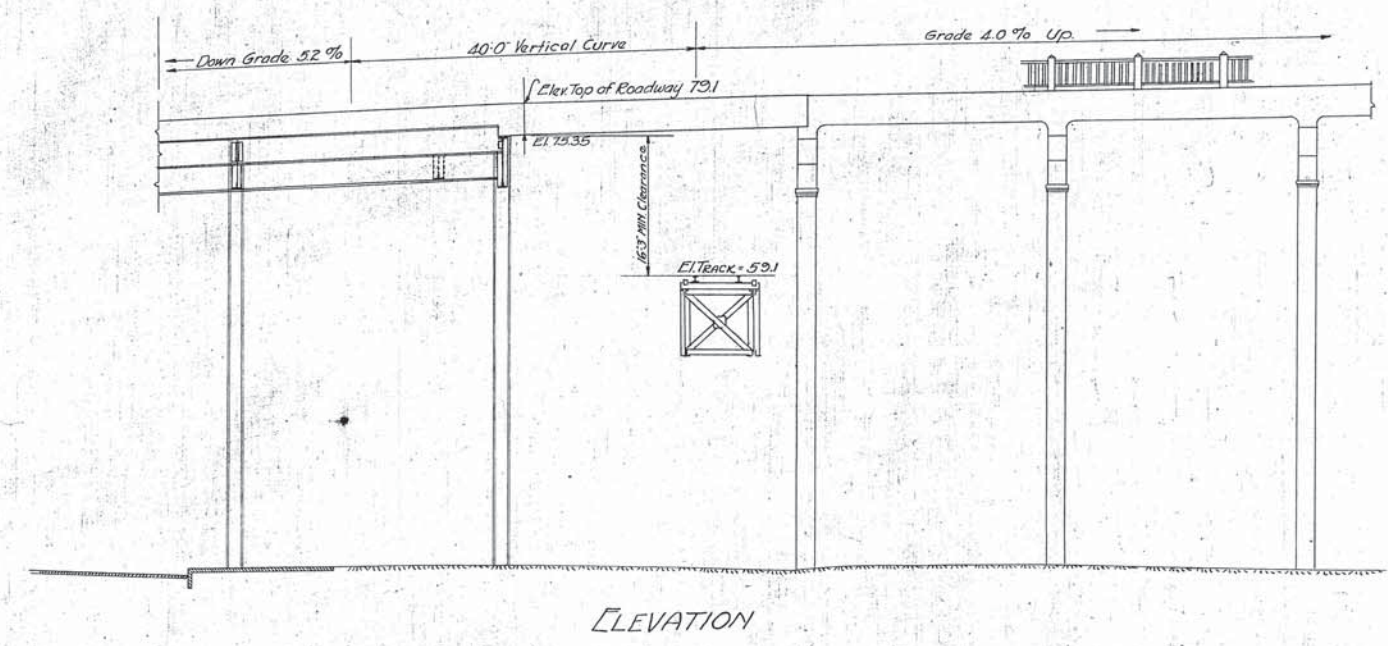 Down Grade 5.2 %
40'-0" Vertical Curve
Grade 4.0 % Up.
Elev. Top of Roadway 79.1
El. 75.35
16'3" MIN. Clearance
El. TRACK = 59.1
ELEVATION